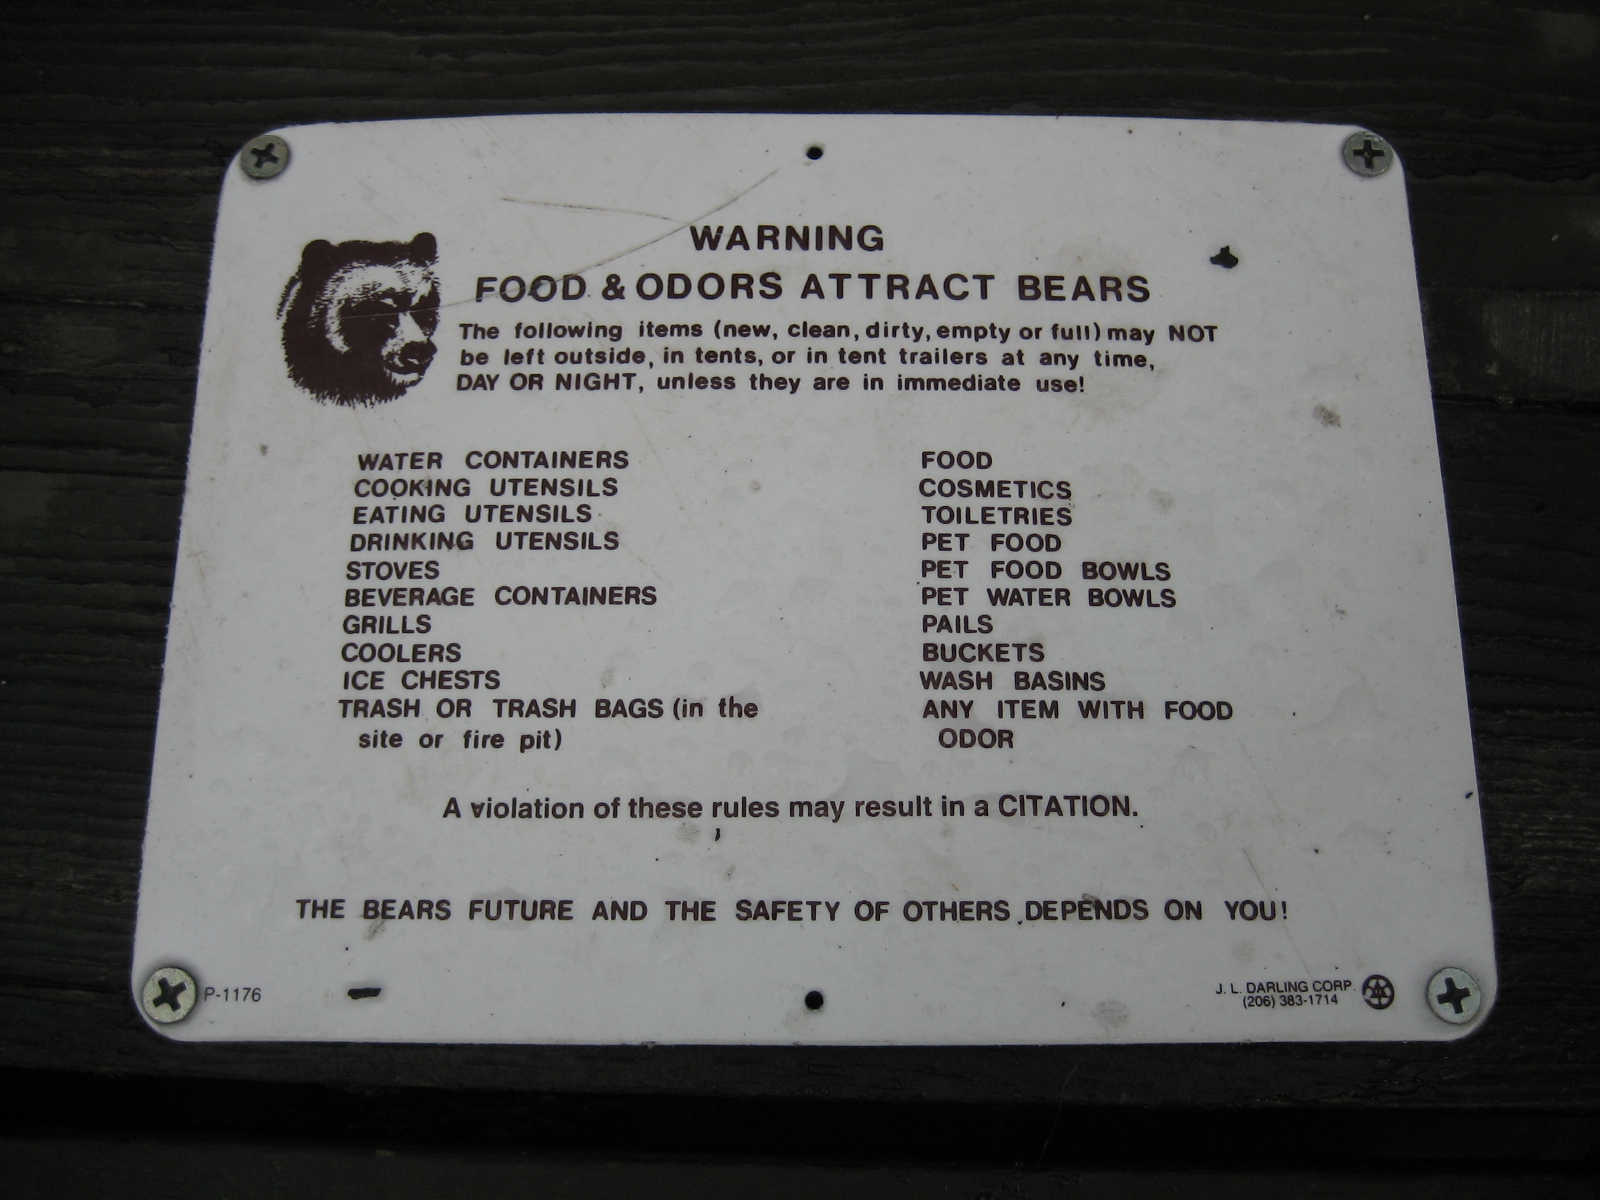 WARNING
FOOD & ODORS ATTRACT BEARS
The following items (new, clean, dirty, empty or full) may NOT
be left outside, in tents, or in tent trailers at any time,
DAY OR NIGHT, unless they are in immediate use!
WATER CONTAINERS
COOKING UTENSILS
EATING UTENSILS
DRINKING UTENSILS
STOVES
BEVERAGE CONTAINERS
GRILLS
COOLERS
ICE CHESTS
TRASH OR TRASH BAGS (in the
site or fire pit)
FOOD
COSMETICS
TOILETRIES
PET FOOD
PET FOOD BOWLS
PET WATER BOWLS
PAILS
BUCKETS
WASH BASINS
ANY ITEM WITH FOOD
ODOR
A violation of these rules may result in a CITATION.
THE BEARS FUTURE AND THE SAFETY OF OTHERS DEPENDS ON YOU!
P-1176
J. L. DARLING CORP.
(206) 383-1714